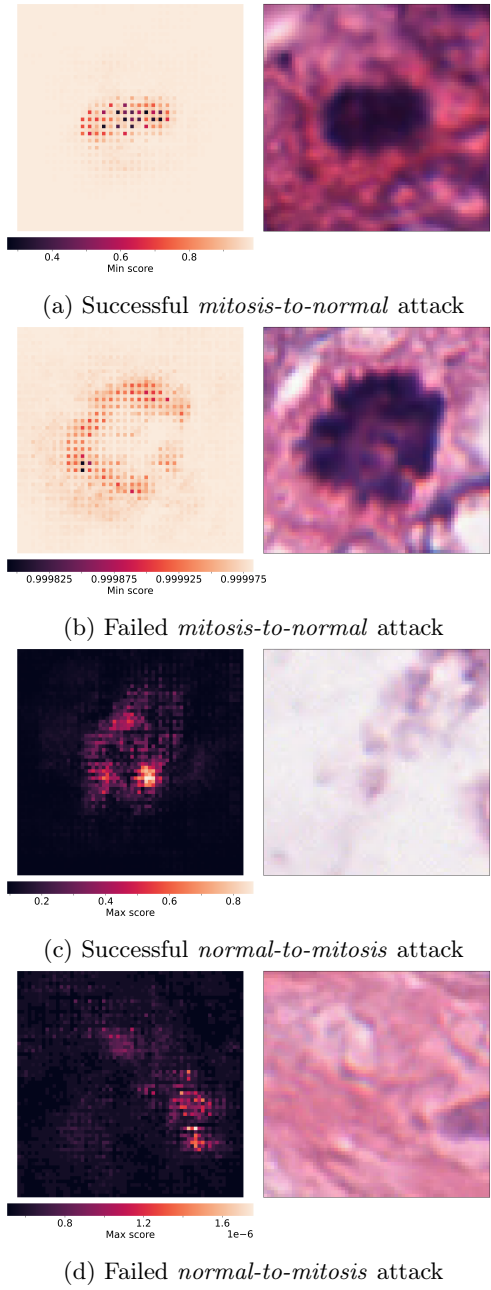 0.4 0.6 0.8
Min score
(a) Successful mitosis-to-normal attack
0.999825 0.999875 0.999925 0.999975
Min score
(b) Failed mitosis-to-normal attack
0.2 0.4 0.6 0.8
Max score
(c) Successful normal-to-mitosis attack
0.8 1.2 1.6
Max score 1e−6
(d) Failed normal-to-mitosis attack